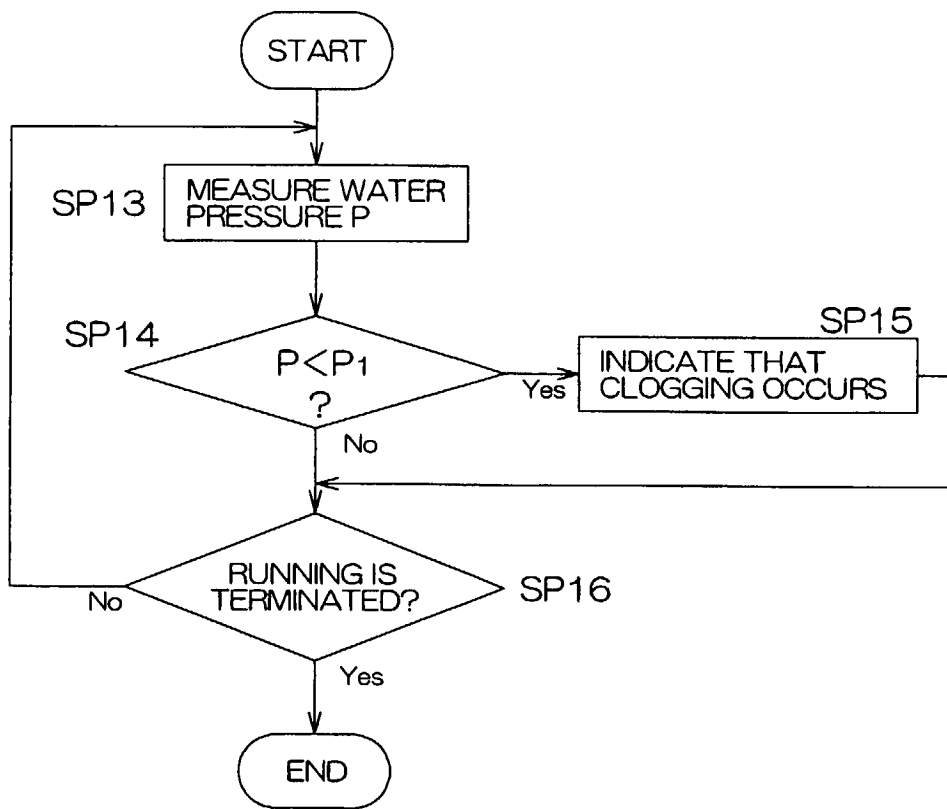 START
SP13
MEASURE WATER
PRESSURE P
SP14
P<P1
?
Yes
No
SP15
INDICATE THAT
CLOGGING OCCURS
RUNNING IS
TERMINATED?
SP16
No
Yes
END